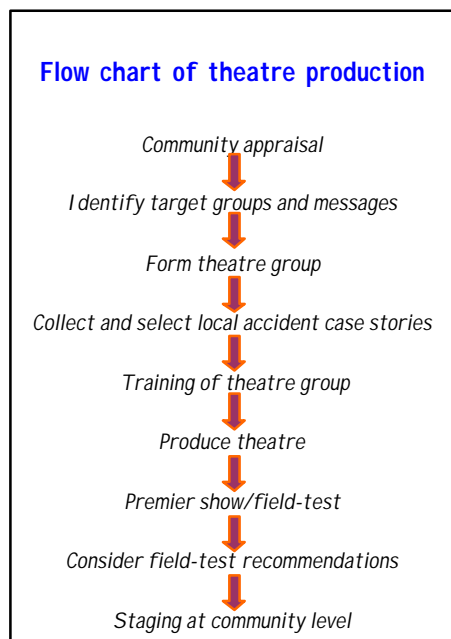 Flow chart of theatre production
Community appraisal
Identify target groups and messages
Form theatre group
Collect and select local accident case stories
Training of theatre group
Produce theatre
Premier show/field-test
Consider field-test recommendations
Staging at community level